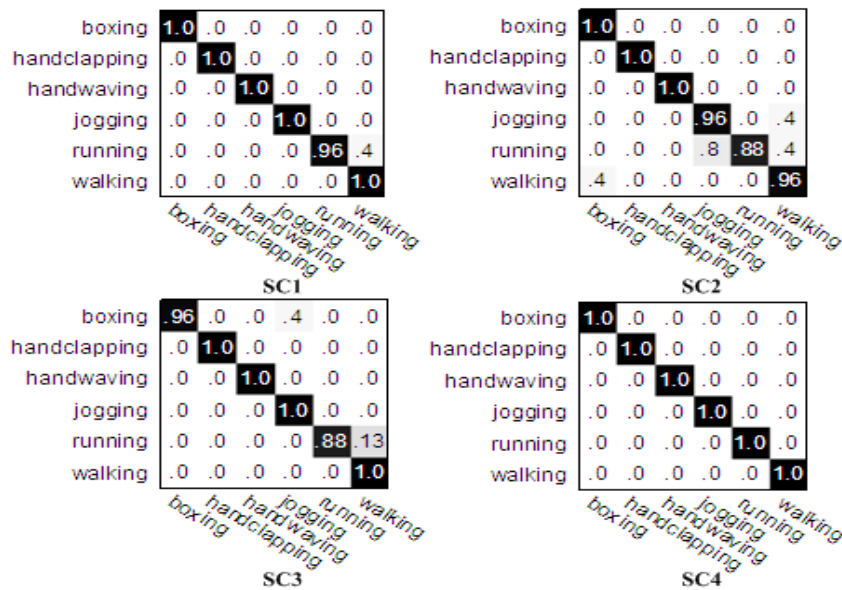 boxing 1.0 .0 .0 .0 .0 .0
handclapping .0 1.0 .0 .0 .0 .0
handwaving .0 .0 1.0 .0 .0 .0
jogging .0 .0 .0 1.0 .0 .0
running .0 .0 .0 .0 .96 .4
walking .0 .0 .0 .0 .0 1.0
boxing handclapping handwaving jogging running walking
SC1
boxing 1.0 .0 .0 .0 .0 .0
handclapping .0 1.0 .0 .0 .0 .0
handwaving .0 .0 1.0 .0 .0 .0
jogging .0 .0 .0 .96 .0 .4
running .0 .0 .0 .8 .88 .4
walking .4 .0 .0 .0 .0 .96
boxing handclapping handwaving jogging running walking
SC2
boxing .96 .0 .0 .4 .0 .0
handclapping .0 1.0 .0 .0 .0 .0
handwaving .0 .0 1.0 .0 .0 .0
jogging .0 .0 .0 1.0 .0 .0
running .0 .0 .0 .0 .88 .13
walking .0 .0 .0 .0 .0 1.0
boxing handclapping handwaving jogging running walking
SC3
boxing 1.0 .0 .0 .0 .0 .0
handclapping .0 1.0 .0 .0 .0 .0
handwaving .0 .0 1.0 .0 .0 .0
jogging .0 .0 .0 1.0 .0 .0
running .0 .0 .0 .0 1.0 .0
walking .0 .0 .0 .0 .0 1.0
boxing handclapping handwaving jogging running walking
SC4